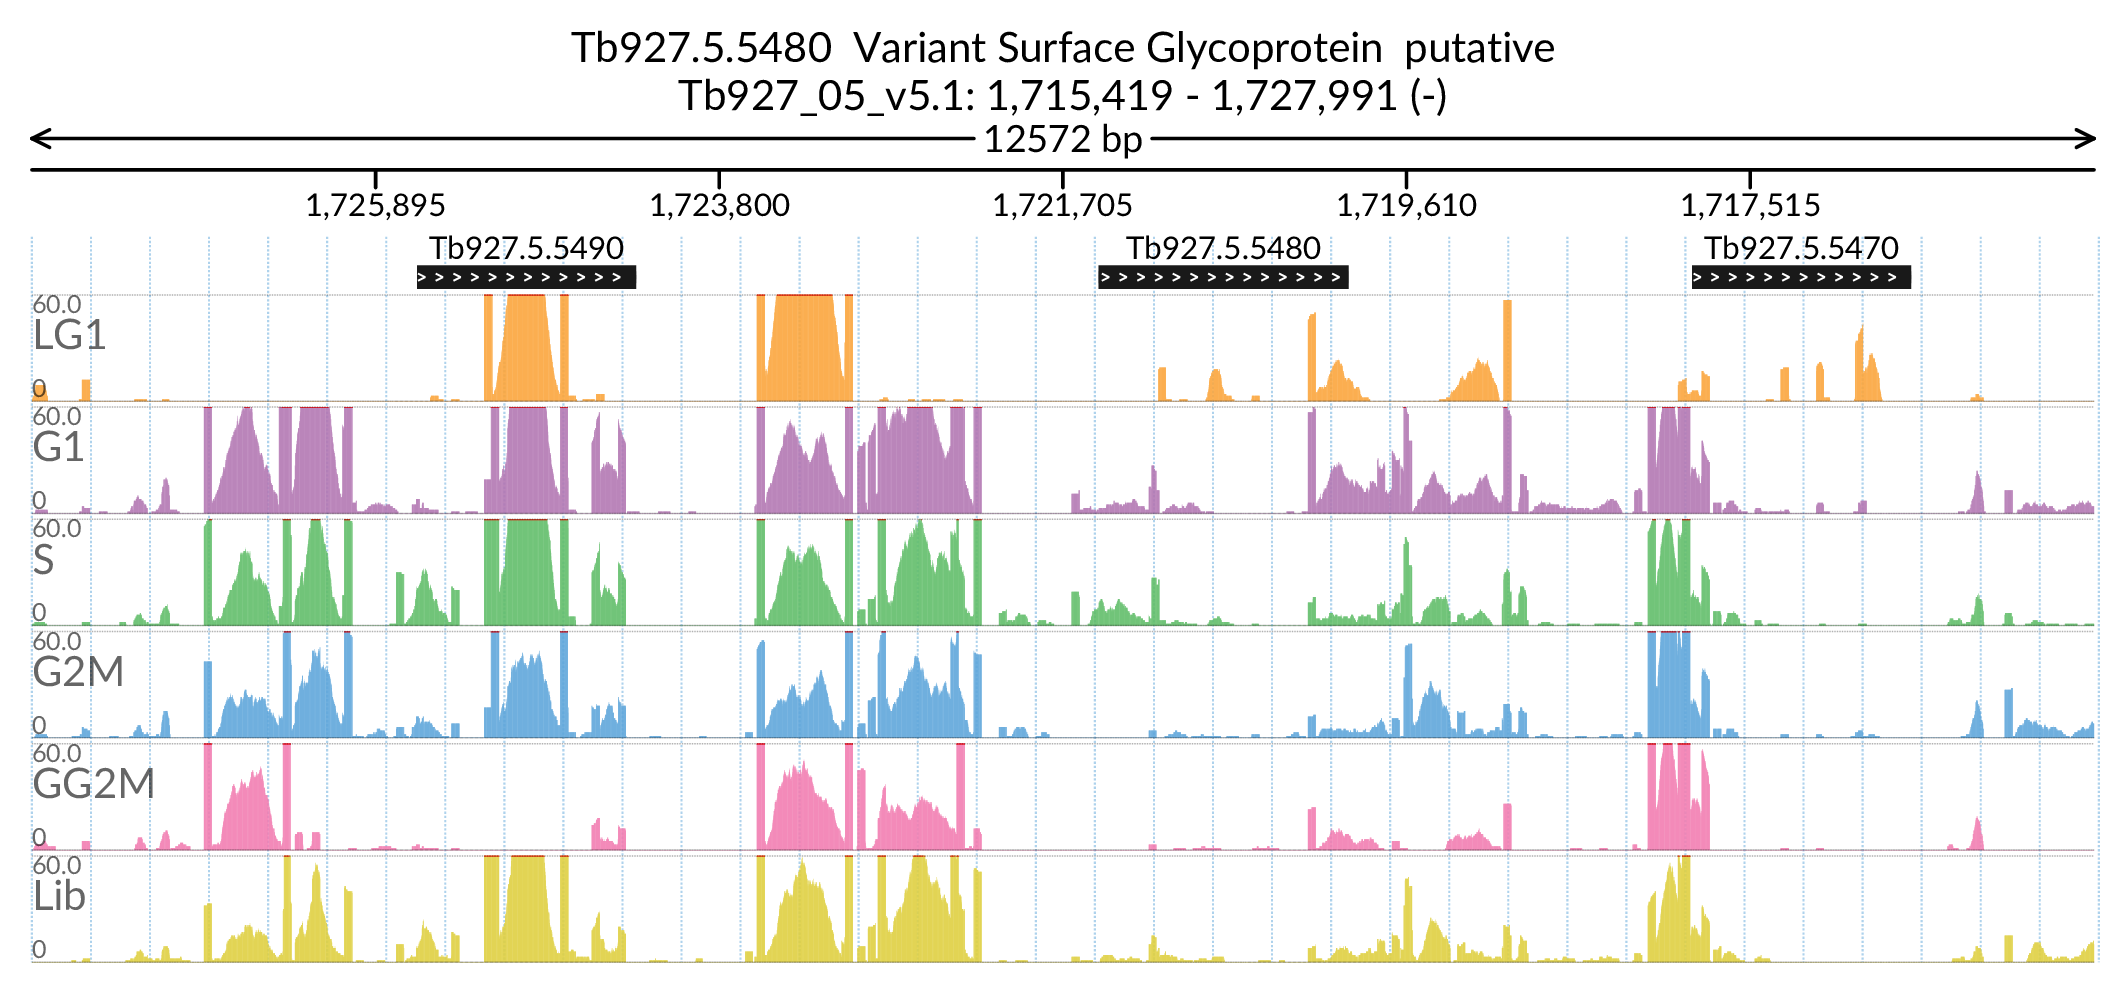 Tb927.5.5480 Variant Surface Glycoprotein putative
Tb927_05_v5.1: 1,715,419 - 1,727,991 (-)
12572 bp
1,725,895 1,723,800 1,721,705 1,719,610 1,717,515
Tb927.5.5490 Tb927.5.5480 Tb927.5.5470
60.0
LG1
0
60.0
G1
0
60.0
S
0
60.0
G2M
0
60.0
GG2M
0
60.0
Lib
0